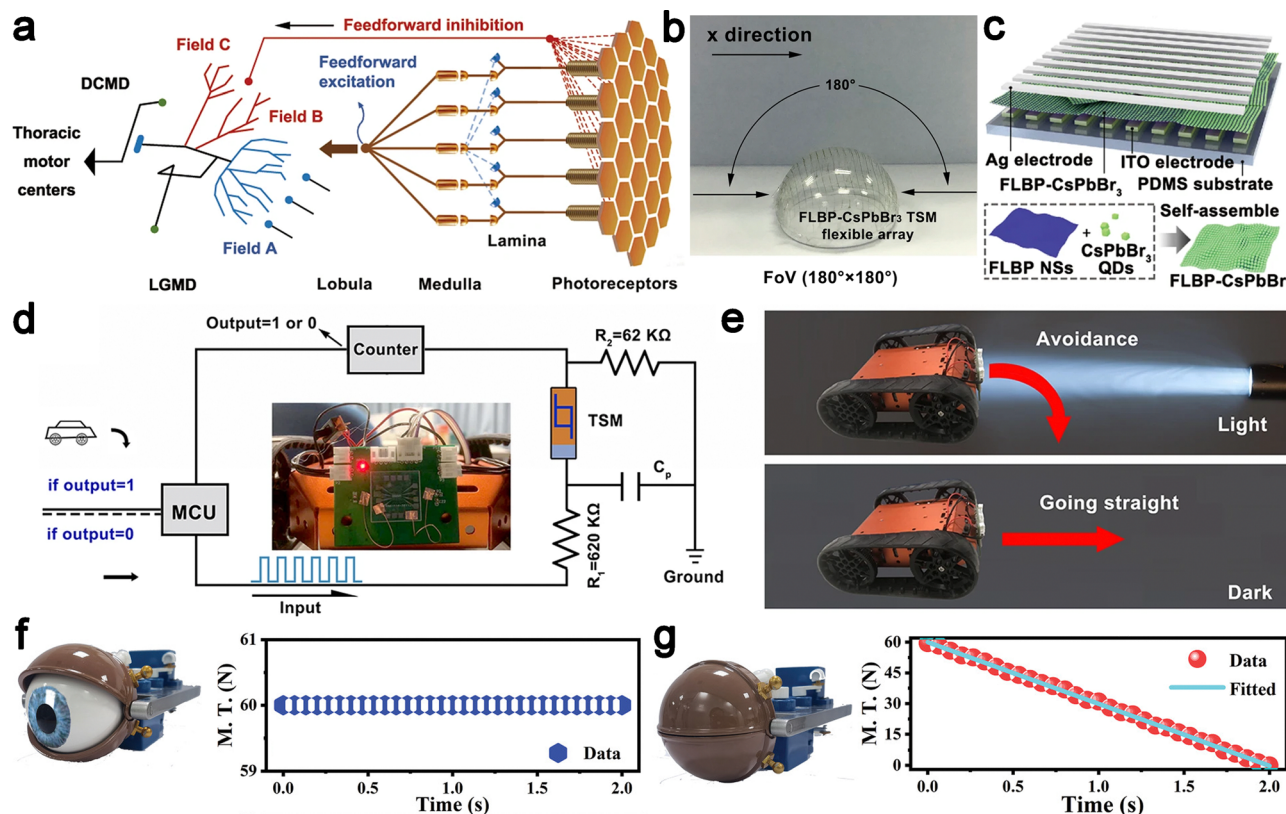 a
Feedforward inihibition
Field C
Feedforward
excitation
DCMD
Field B
Thoracic
motor
centers
Field A
Lamina
LGMD
Lobula
Medulla
Photoreceptors
b
x direction
180°
FLBP-CsPbBr₃ TSM
flexible array
FoV (180°×180°)
c
Ag electrode
ITO electrode
FLBP-CsPbBr₃
PDMS substrate
Self-assemble
+
CsPbBr₃
FLBP NSs
QDs
FLBP-CsPbBr
d
Output=1 or 0
Counter
R₂=62 KΩ
TSM
Cₚ
if output=1
MCU
if output=0
R₁=620 KΩ
Input
Ground
e
Avoidance
Light
Going straight
Dark
f
M. T. (N)
61
60
59
Data
0.0 0.5 1.0 1.5 2.0
Time (s)
g
M. T. (N)
60
45
30
15
0
Data
Fitted
0.0 0.5 1.0 1.5 2.0
Time (s)